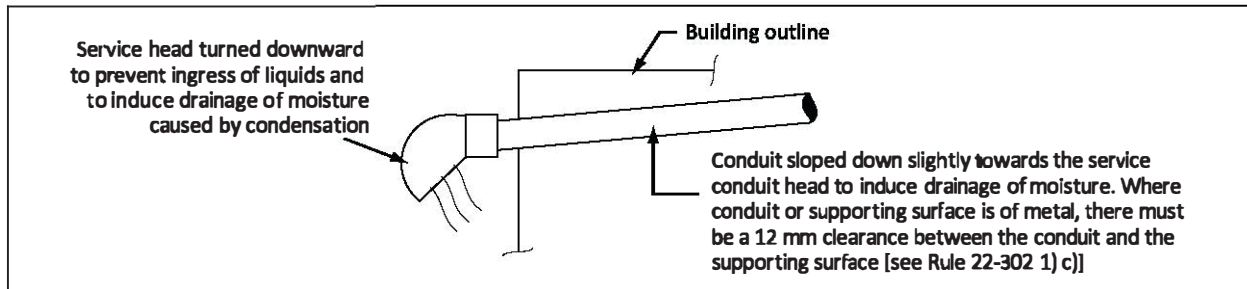 Service head turned downward
to prevent ingress of liquids and
to induce drainage of moisture
caused by condensation
Building outline
Conduit sloped down slightly towards the service
conduit head to induce drainage of moisture. Where
conduit or supporting surface is of metal, there must
be a 12 mm clearance between the conduit and the
supporting surface [see Rule 22-302 1) c)]